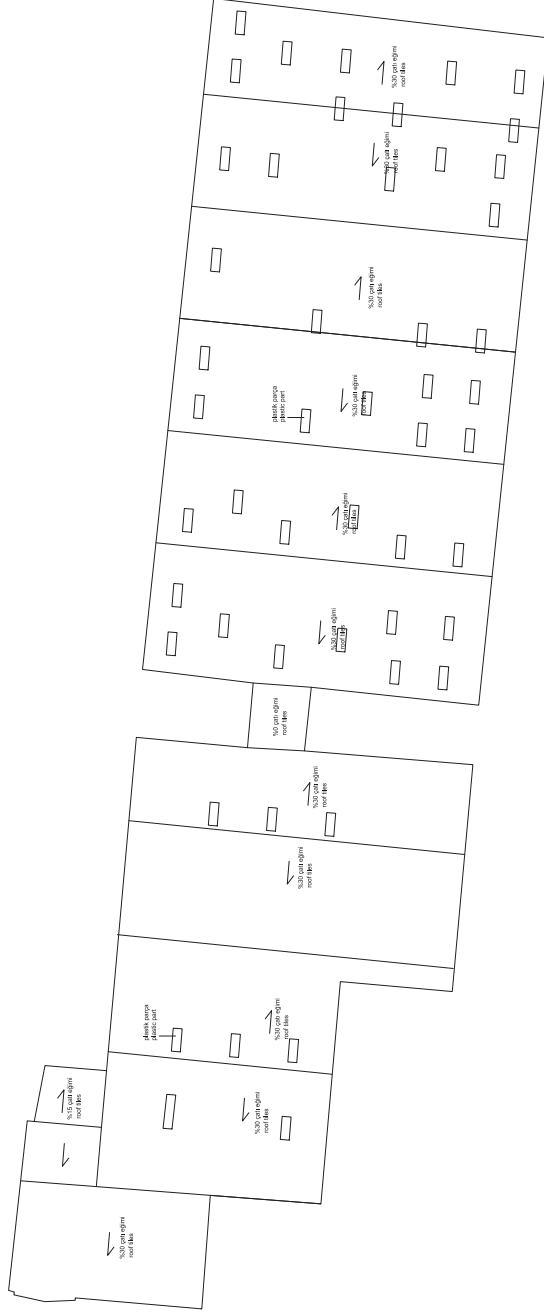 %30 çatı eğimi
roof tiles
%30 çatı eğimi
roof tiles
%30 çatı eğimi
roof tiles
plastik parça
plastic part
%30 çatı eğimi
roof tiles
%30 çatı eğimi
roof tiles
%30 çatı eğimi
roof tiles
%0 çatı eğimi
roof tiles
%30 çatı eğimi
roof tiles
%30 çatı eğimi
roof tiles
plastik parça
plastic part
%30 çatı eğimi
roof tiles
%15 çatı eğimi
roof tiles
%30 çatı eğimi
roof tiles
%30 çatı eğimi
roof tiles